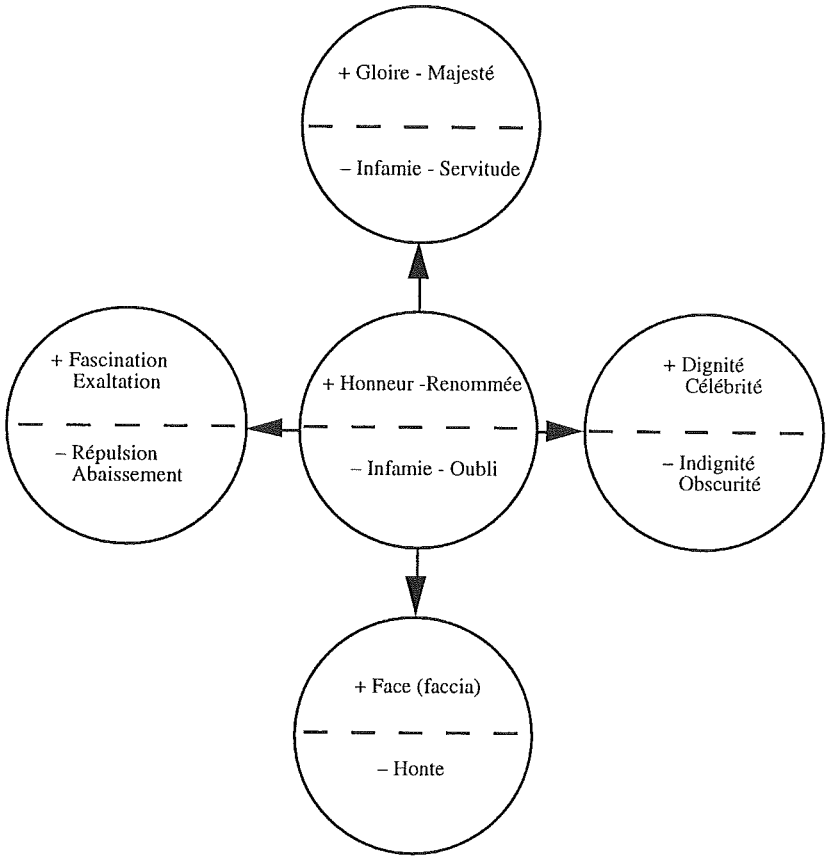 + Gloire - Majesté
– Infamie - Servitude
+ Fascination
Exaltation
– Répulsion
Abaissement
+ Honneur -Renommée
– Infamie - Oubli
+ Dignité
Célébrité
– Indignité
Obscurité
+ Face (faccia)
– Honte